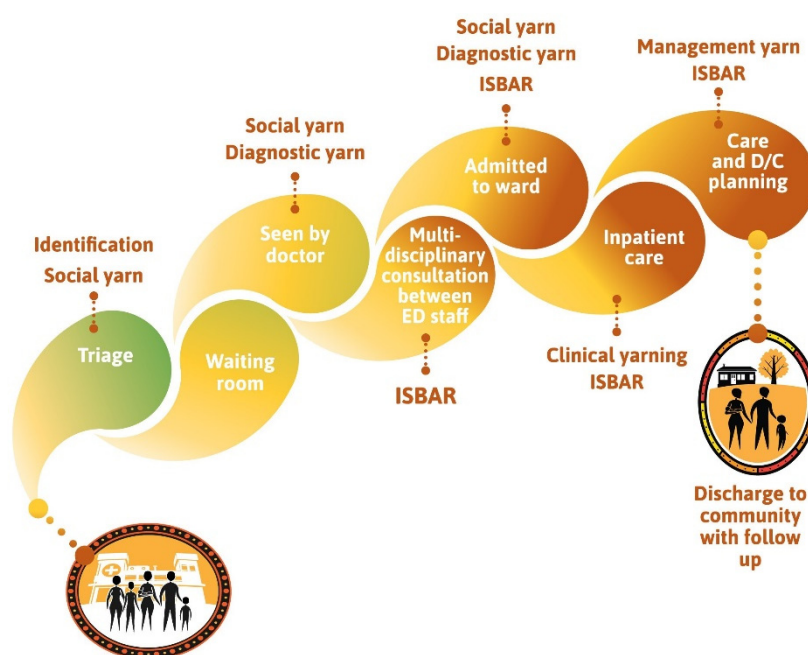 Identification
Social yarn
Triage
Waiting
room
Social yarn
Diagnostic yarn
Seen by
doctor
Multi-
disciplinary
consultation
between
ED staff
ISBAR
Social yarn
Diagnostic yarn
ISBAR
Admitted
to ward
Inpatient
care
Clinical yarning
ISBAR
Management yarn
ISBAR
Care
and D/C
planning
Discharge to
community
with follow
up